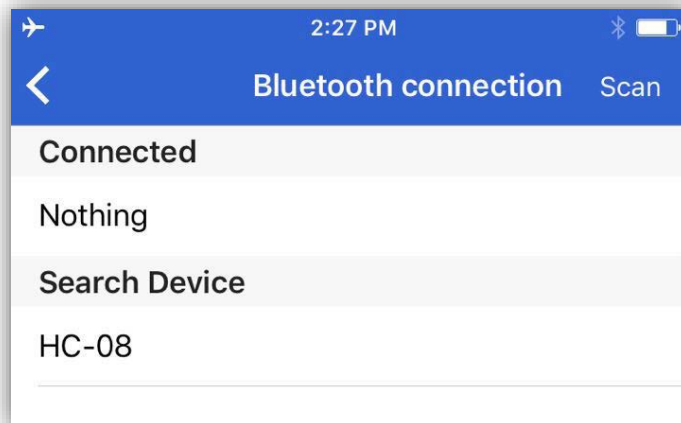 2:27 PM
Bluetooth connection Scan
Connected
Nothing
Search Device
HC-08